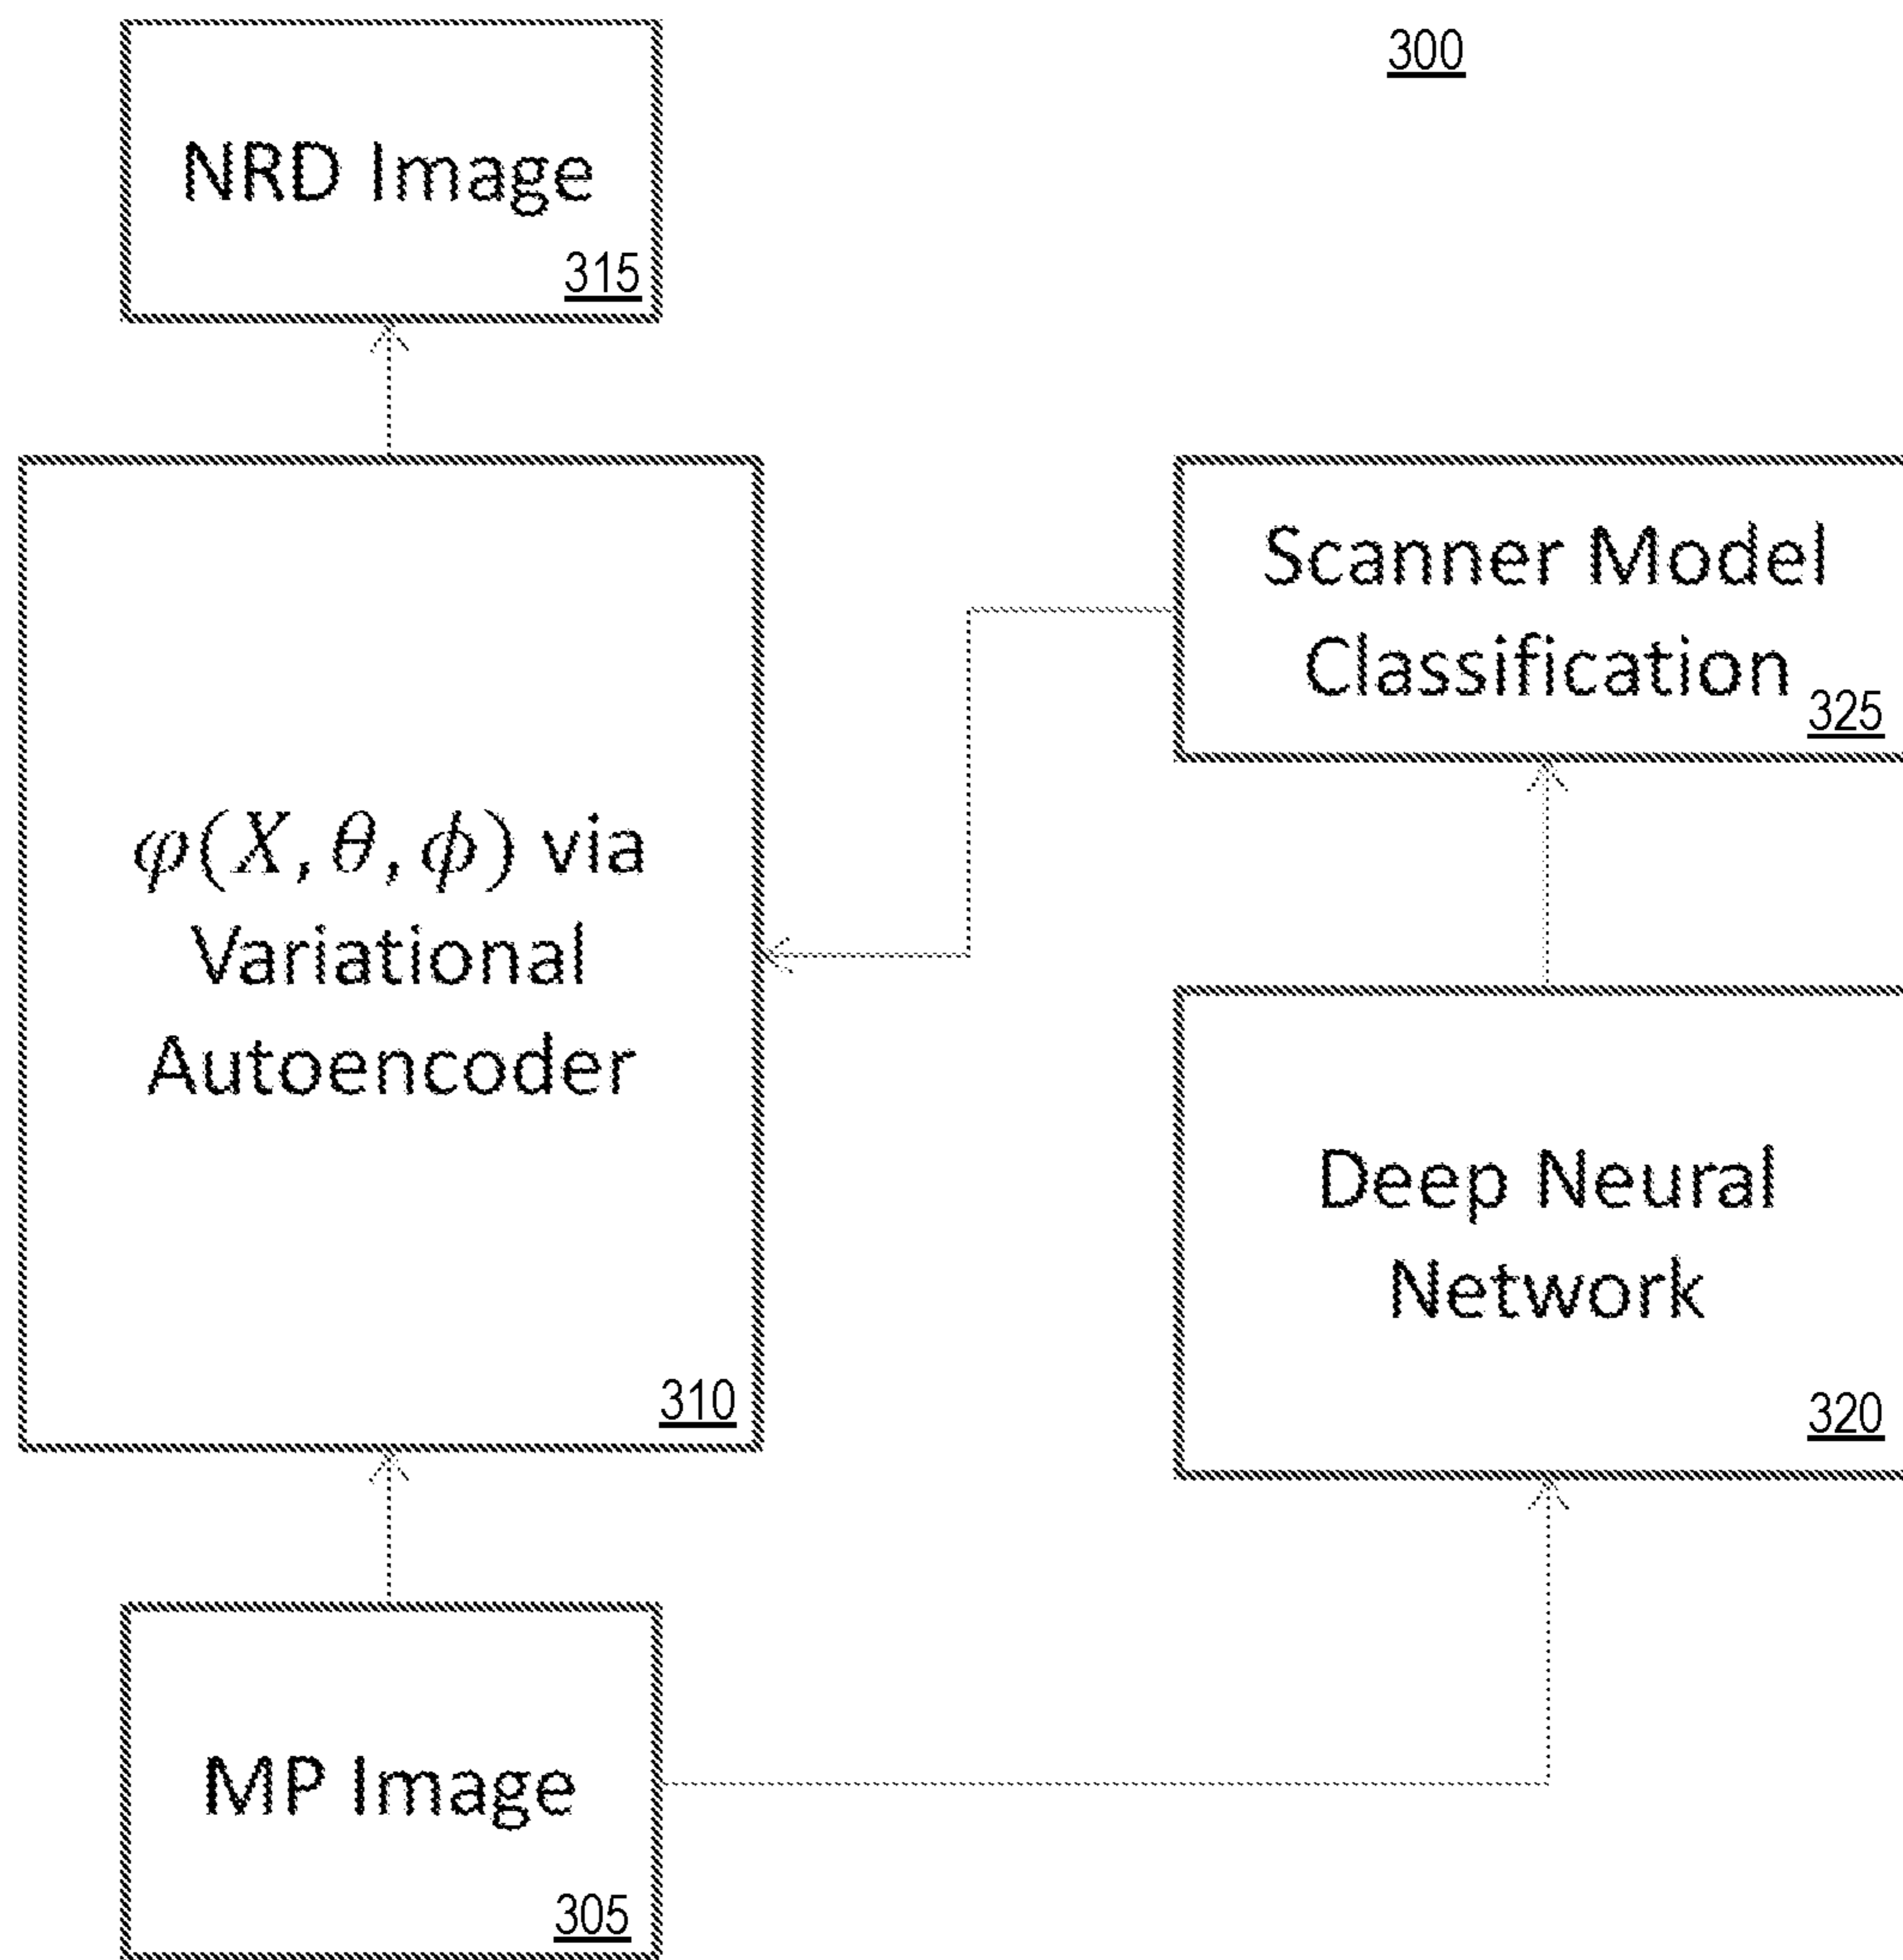 300
NRD Image
315
Scanner Model
Classification
325
φ(X, θ, ϕ) via
Variational
Autoencoder
310
Deep Neural
Network
320
MP Image
305